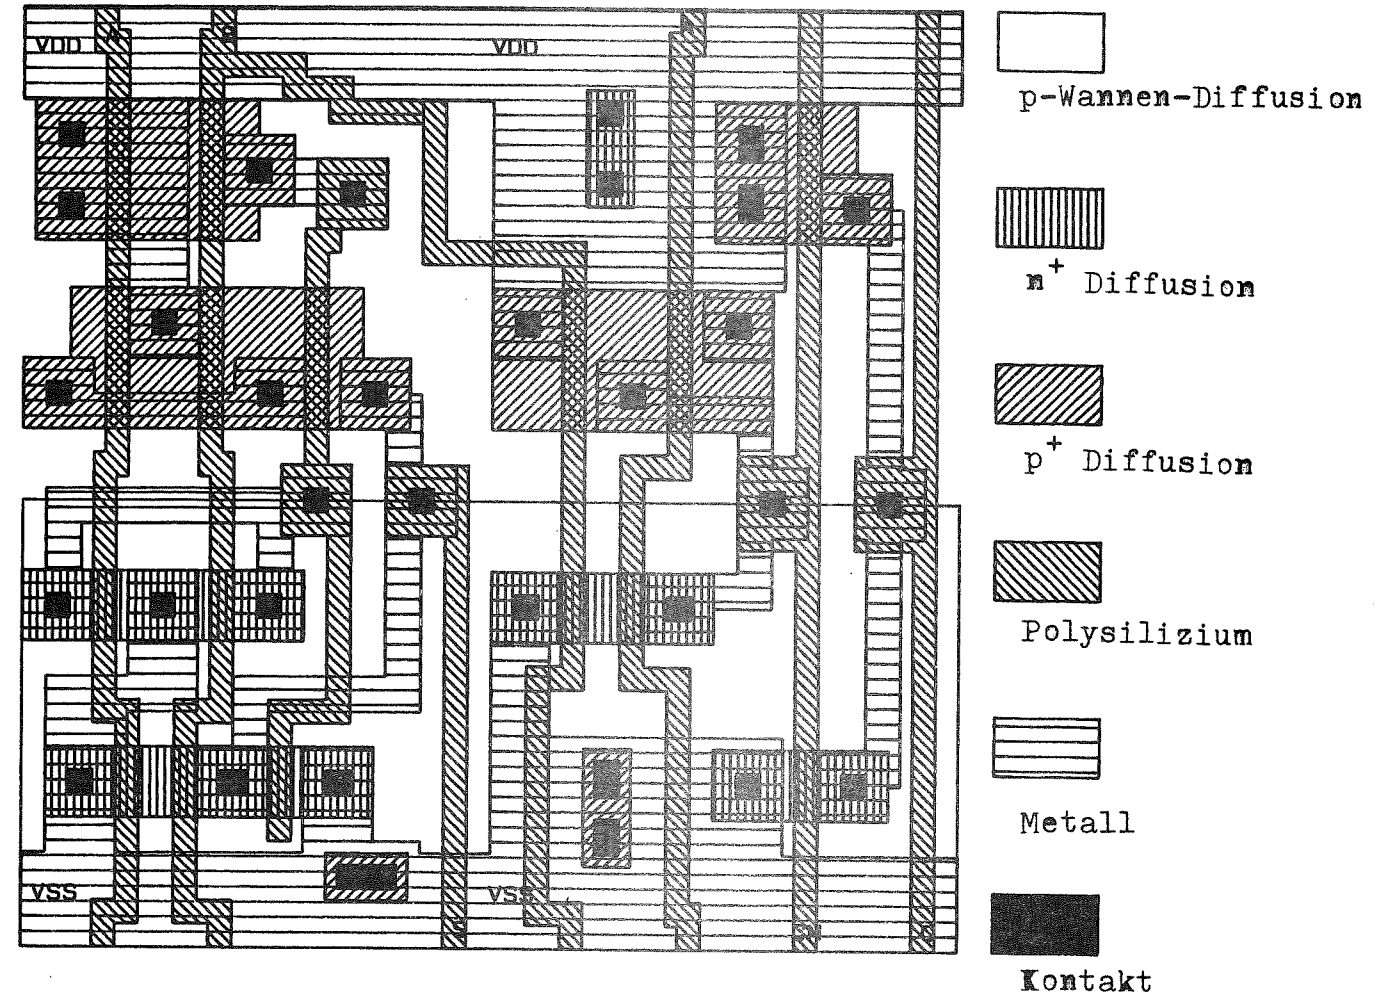 VDD
VDD
p-Wannen-Diffusion
n+ Diffusion
p+ Diffusion
Polysilizium
Metall
VSS
VSS
Kontakt